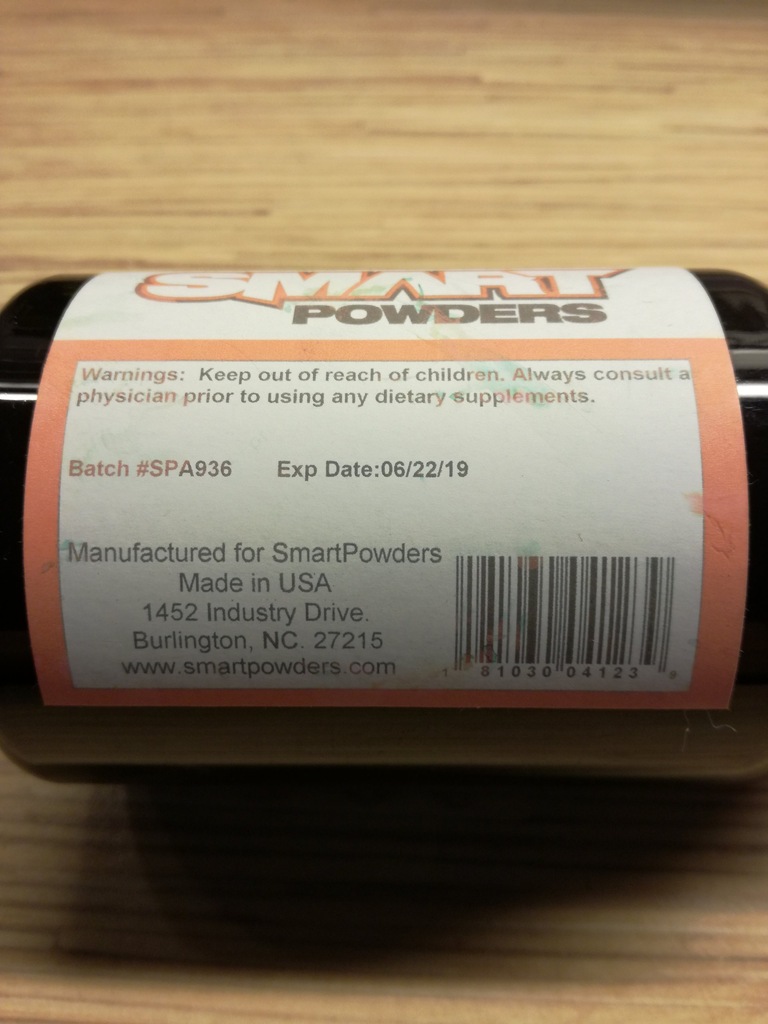 SMART
POWDERS
Warnings: Keep out of reach of children. Always consult a
physician prior to using any dietary supplements.
Batch #SPA936 Exp Date:06/22/19
Manufactured for SmartPowders
Made in USA
1452 Industry Drive.
Burlington, NC. 27215
www.smartpowders.com
1 81030 04123 9